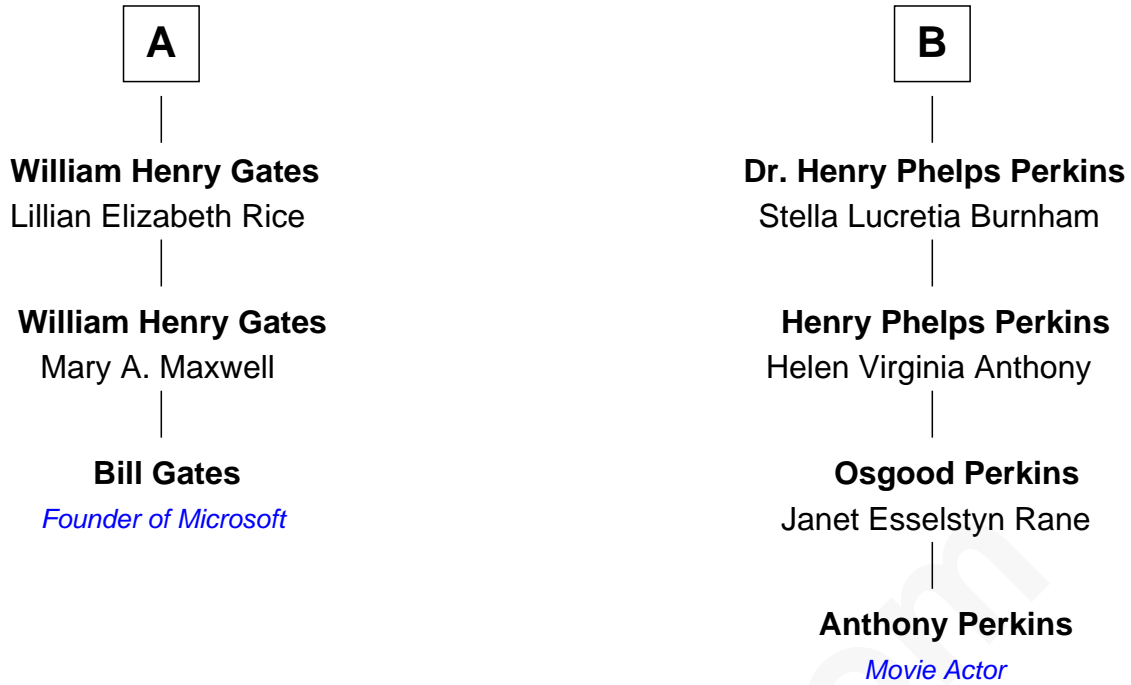 A
William Henry Gates
Lillian Elizabeth Rice
William Henry Gates
Mary A. Maxwell
Bill Gates
Founder of Microsoft
B
Dr. Henry Phelps Perkins
Stella Lucretia Burnham
Henry Phelps Perkins
Helen Virginia Anthony
Osgood Perkins
Janet Esselstyn Rane
Anthony Perkins
Movie Actor
om